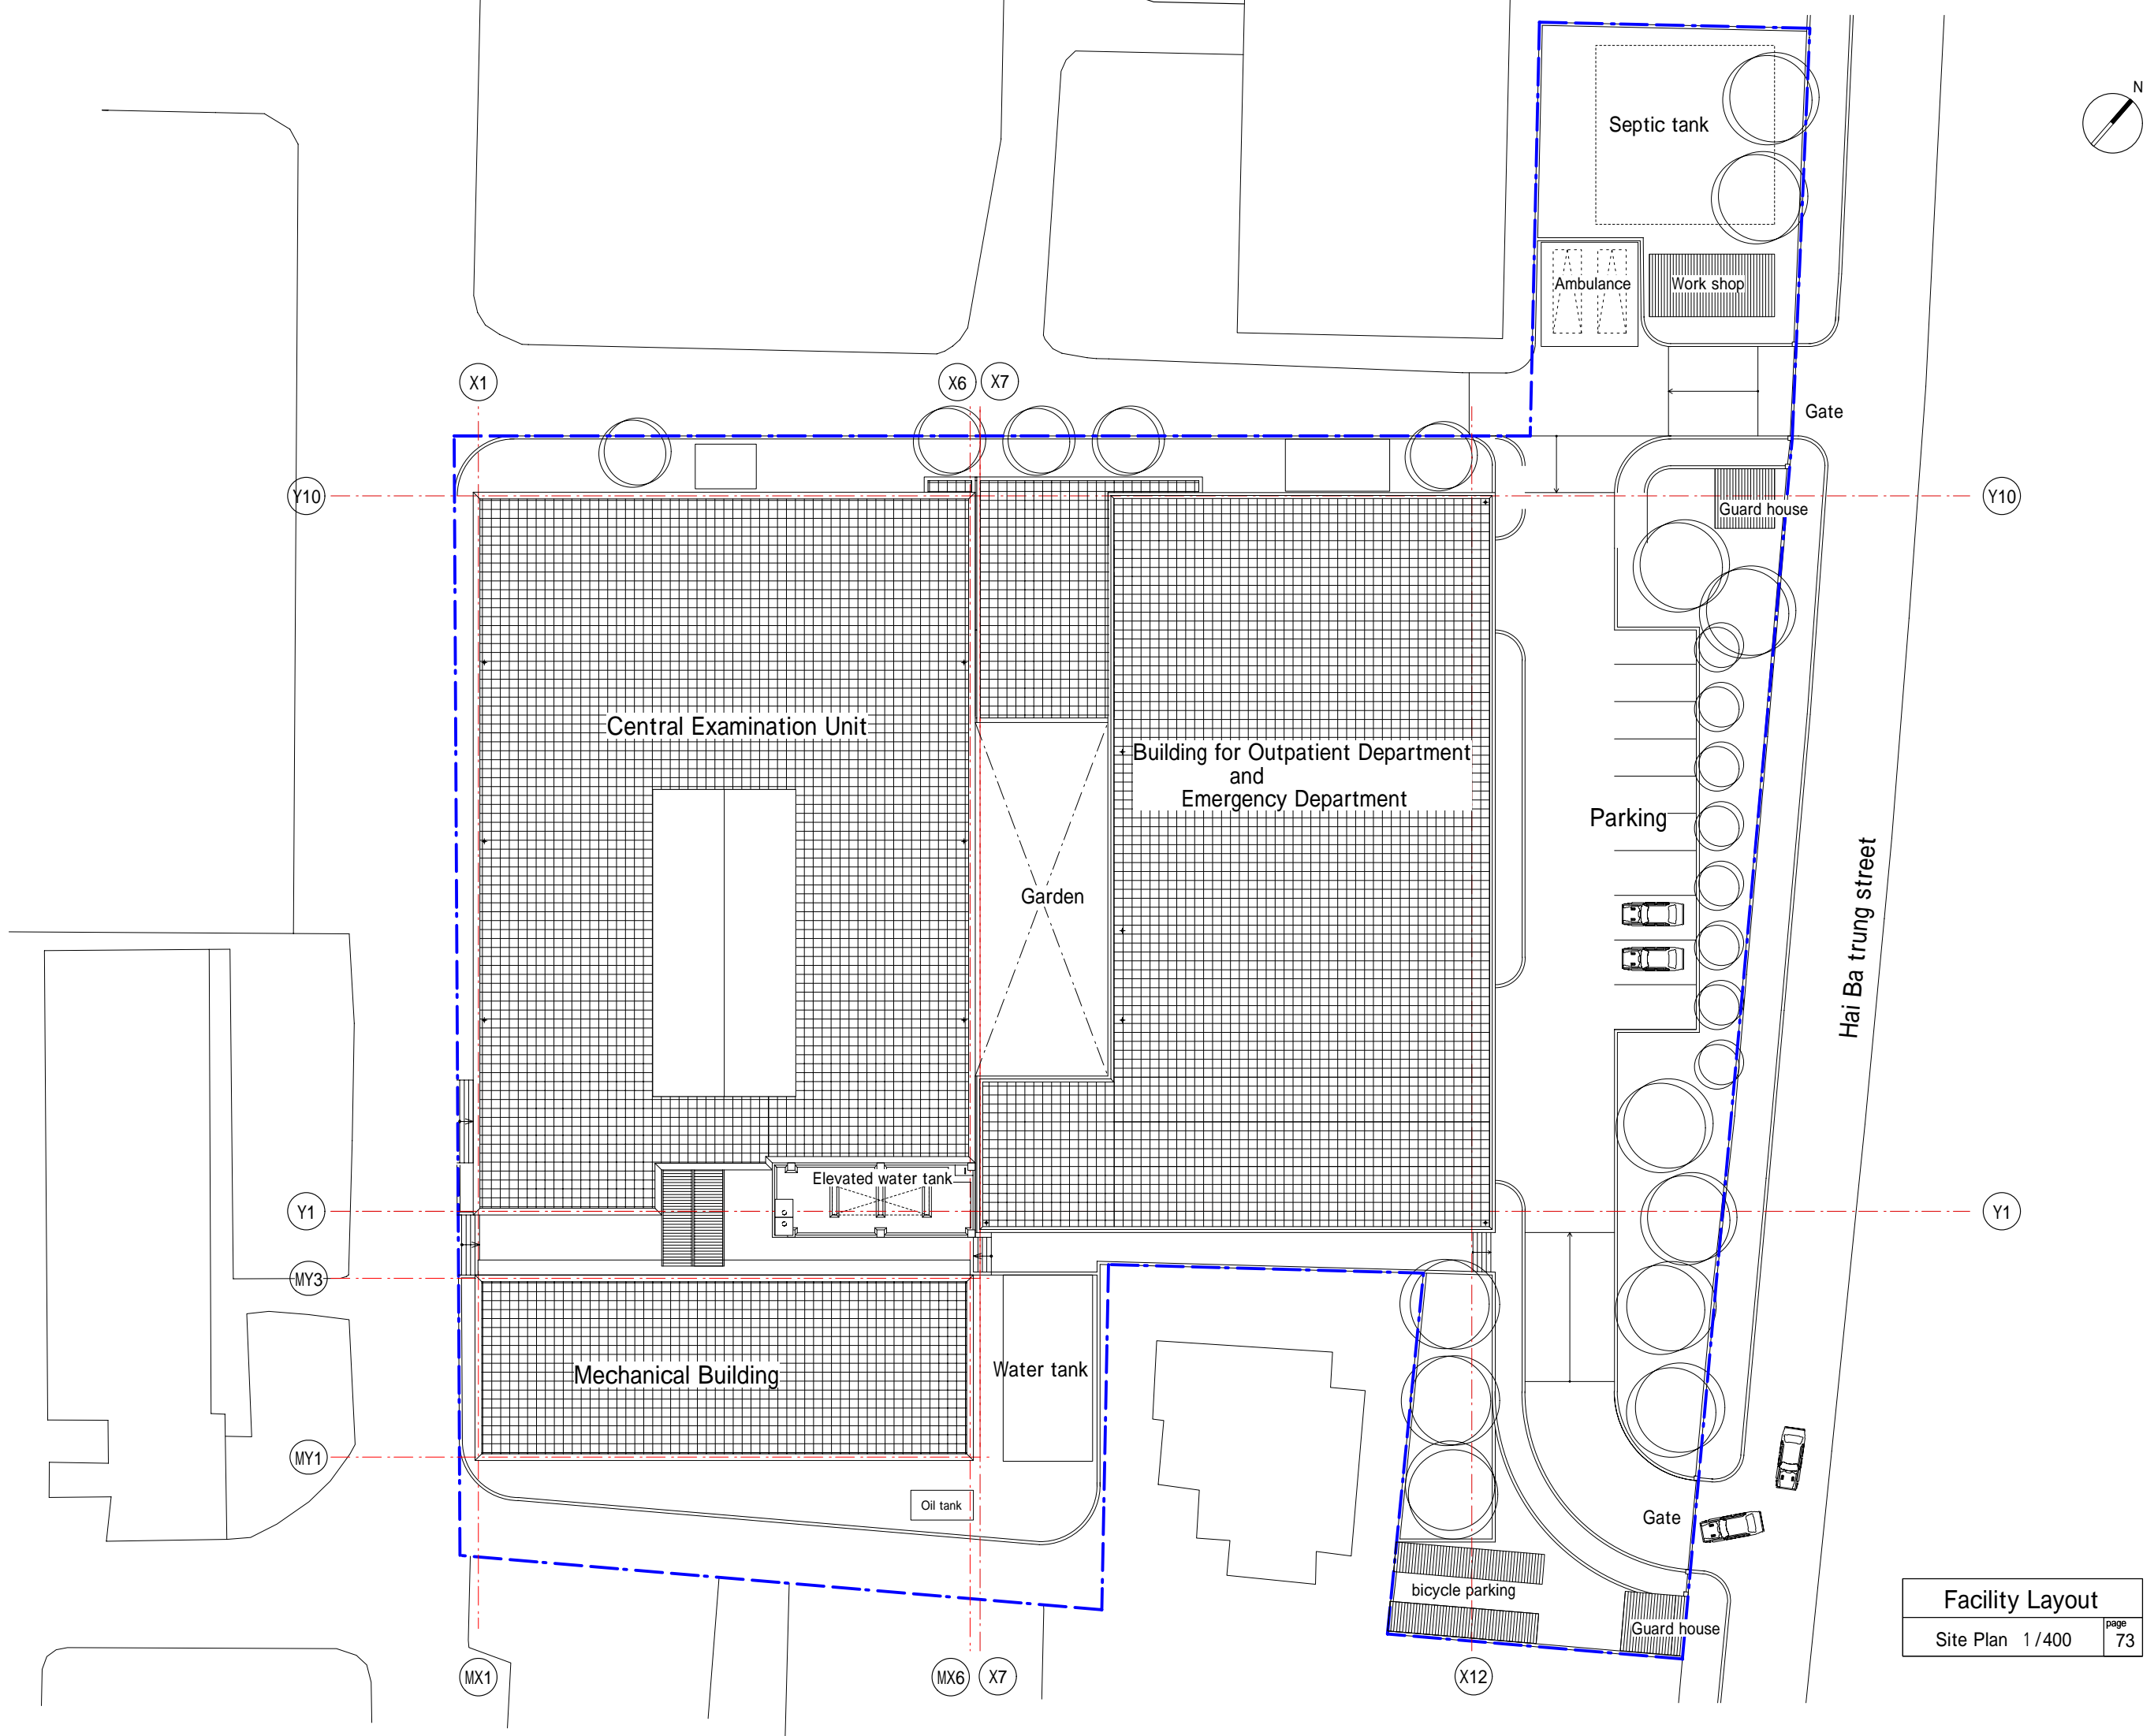 N
Septic tank
Ambulance
Work shop
Gate
X1
X6
X7
Y10
Y10
Guard house
Central Examination Unit
Building for Outpatient Department
and
Emergency Department
Parking
Garden
Hai Ba trung street
Elevated water tank
Y1
Y1
MY3
Mechanical Building
Water tank
MY1
Oil tank
Gate
bicycle parking
Guard house
MX1
MX6
X7
X12
Facility Layout
Site Plan 1/400
page
73